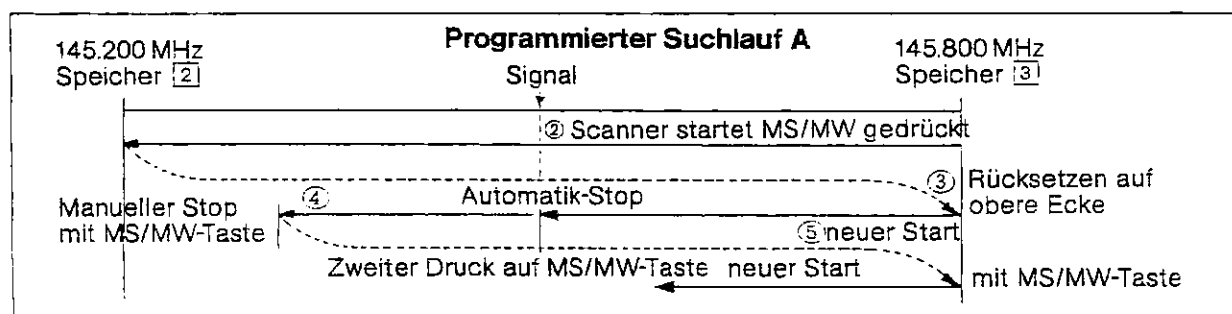 Programmierter Suchlauf A
145.200 MHz
Speicher 2
Signal
145.800 MHz
Speicher 3
② Scanner startet MS/MW gedrückt
③ Rücksetzen auf
obere Ecke
④
Automatik-Stop
Manueller Stop
mit MS/MW-Taste
⑤ neuer Start
Zweiter Druck auf MS/MW-Taste neuer Start
mit MS/MW-Taste